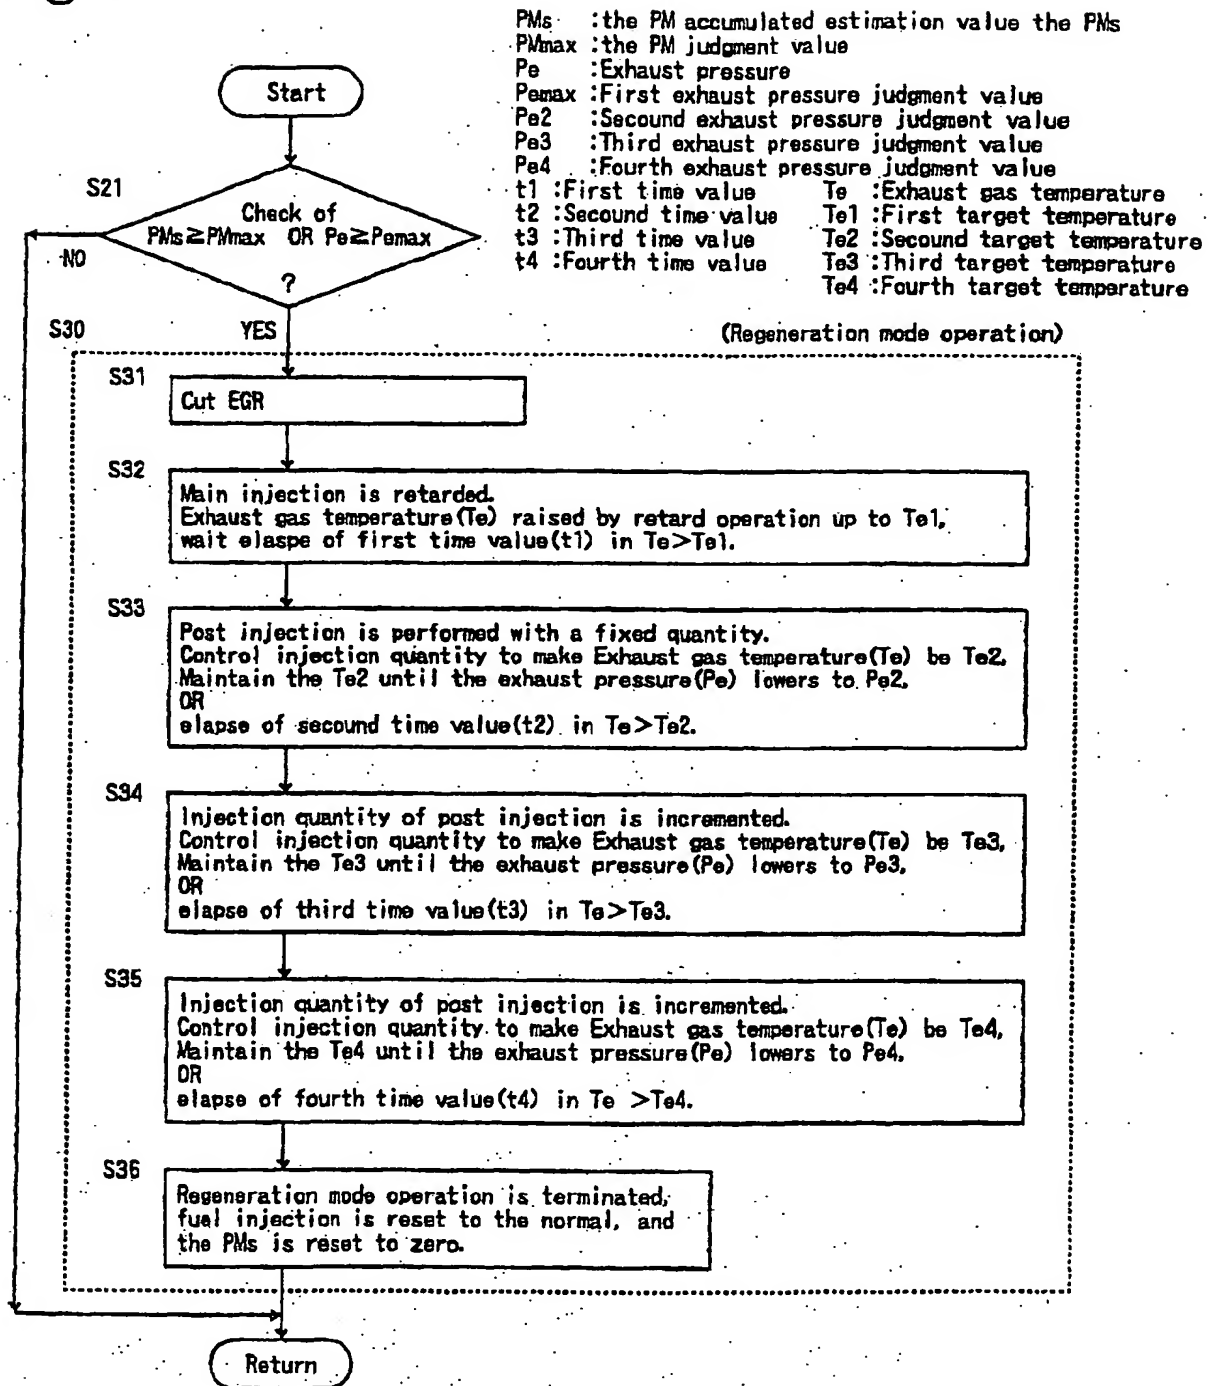 PMs :the PM accumulated estimation value the PMs
PMmax :the PM judgment value
Pe :Exhaust pressure
Pemax :First exhaust pressure judgment value
Pe2 :Secound exhaust pressure judgment value
Pe3 :Third exhaust pressure judgment value
Pe4 :Fourth exhaust pressure judgment value
t1 :First time value Te :Exhaust gas temperature
t2 :Secound time value Te1 :First target temperature
t3 :Third time value Te2 :Secound target temperature
t4 :Fourth time value Te3 :Third target temperature
Te4 :Fourth target temperature
Start
S21
Check of
PMs≧PMmax OR Pe≧Pemax
?
NO
YES
S30
(Regeneration mode operation)
S31
Cut EGR
S32
Main injection is retarded.
Exhaust gas temperature(Te) raised by retard operation up to Te1,
wait elaspe of first time value(t1) in Te>Te1.
S33
Post injection is performed with a fixed quantity.
Control injection quantity to make Exhaust gas temperature(Te) be Te2,
Maintain the Te2 until the exhaust pressure(Pe) lowers to Pe2,
OR
elapse of secound time value(t2) in Te>Te2.
S34
Injection quantity of post injection is incremented.
Control injection quantity to make Exhaust gas temperature(Te) be Te3,
Maintain the Te3 until the exhaust pressure(Pe) lowers to Pe3,
OR
elapse of third time value(t3) in Te>Te3.
S35
Injection quantity of post injection is incremented.
Control injection quantity to make Exhaust gas temperature(Te) be Te4,
Maintain the Te4 until the exhaust pressure(Pe) lowers to Pe4,
OR
elapse of fourth time value(t4) in Te >Te4.
S36
Regeneration mode operation is terminated,
fuel injection is reset to the normal, and
the PMs is reset to zero.
Return